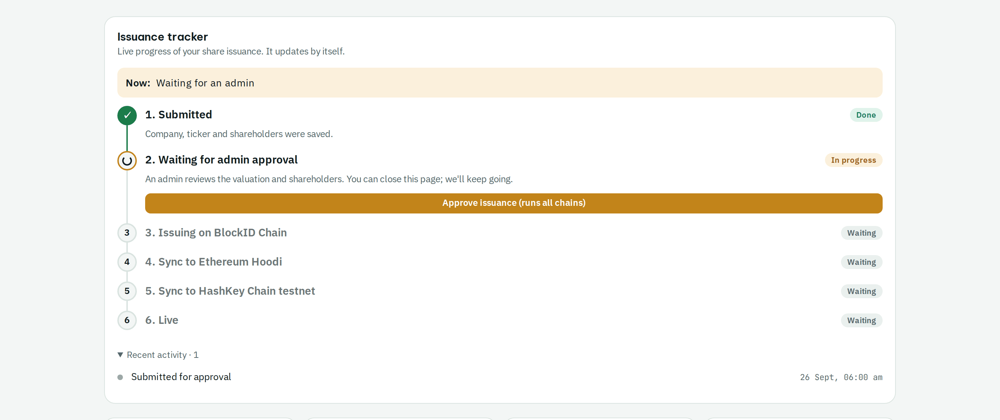 Issuance tracker
Live progress of your share issuance. It updates by itself.
Now: Waiting for an admin
✓ 1. Submitted Done
Company, ticker and shareholders were saved.
2. Waiting for admin approval In progress
An admin reviews the valuation and shareholders. You can close this page; we'll keep going.
Approve issuance (runs all chains)
3 3. Issuing on BlockID Chain Waiting
4 4. Sync to Ethereum Hoodi Waiting
5 5. Sync to HashKey Chain testnet Waiting
6 6. Live Waiting
▼ Recent activity · 1
Submitted for approval 26 Sept, 06:00 am